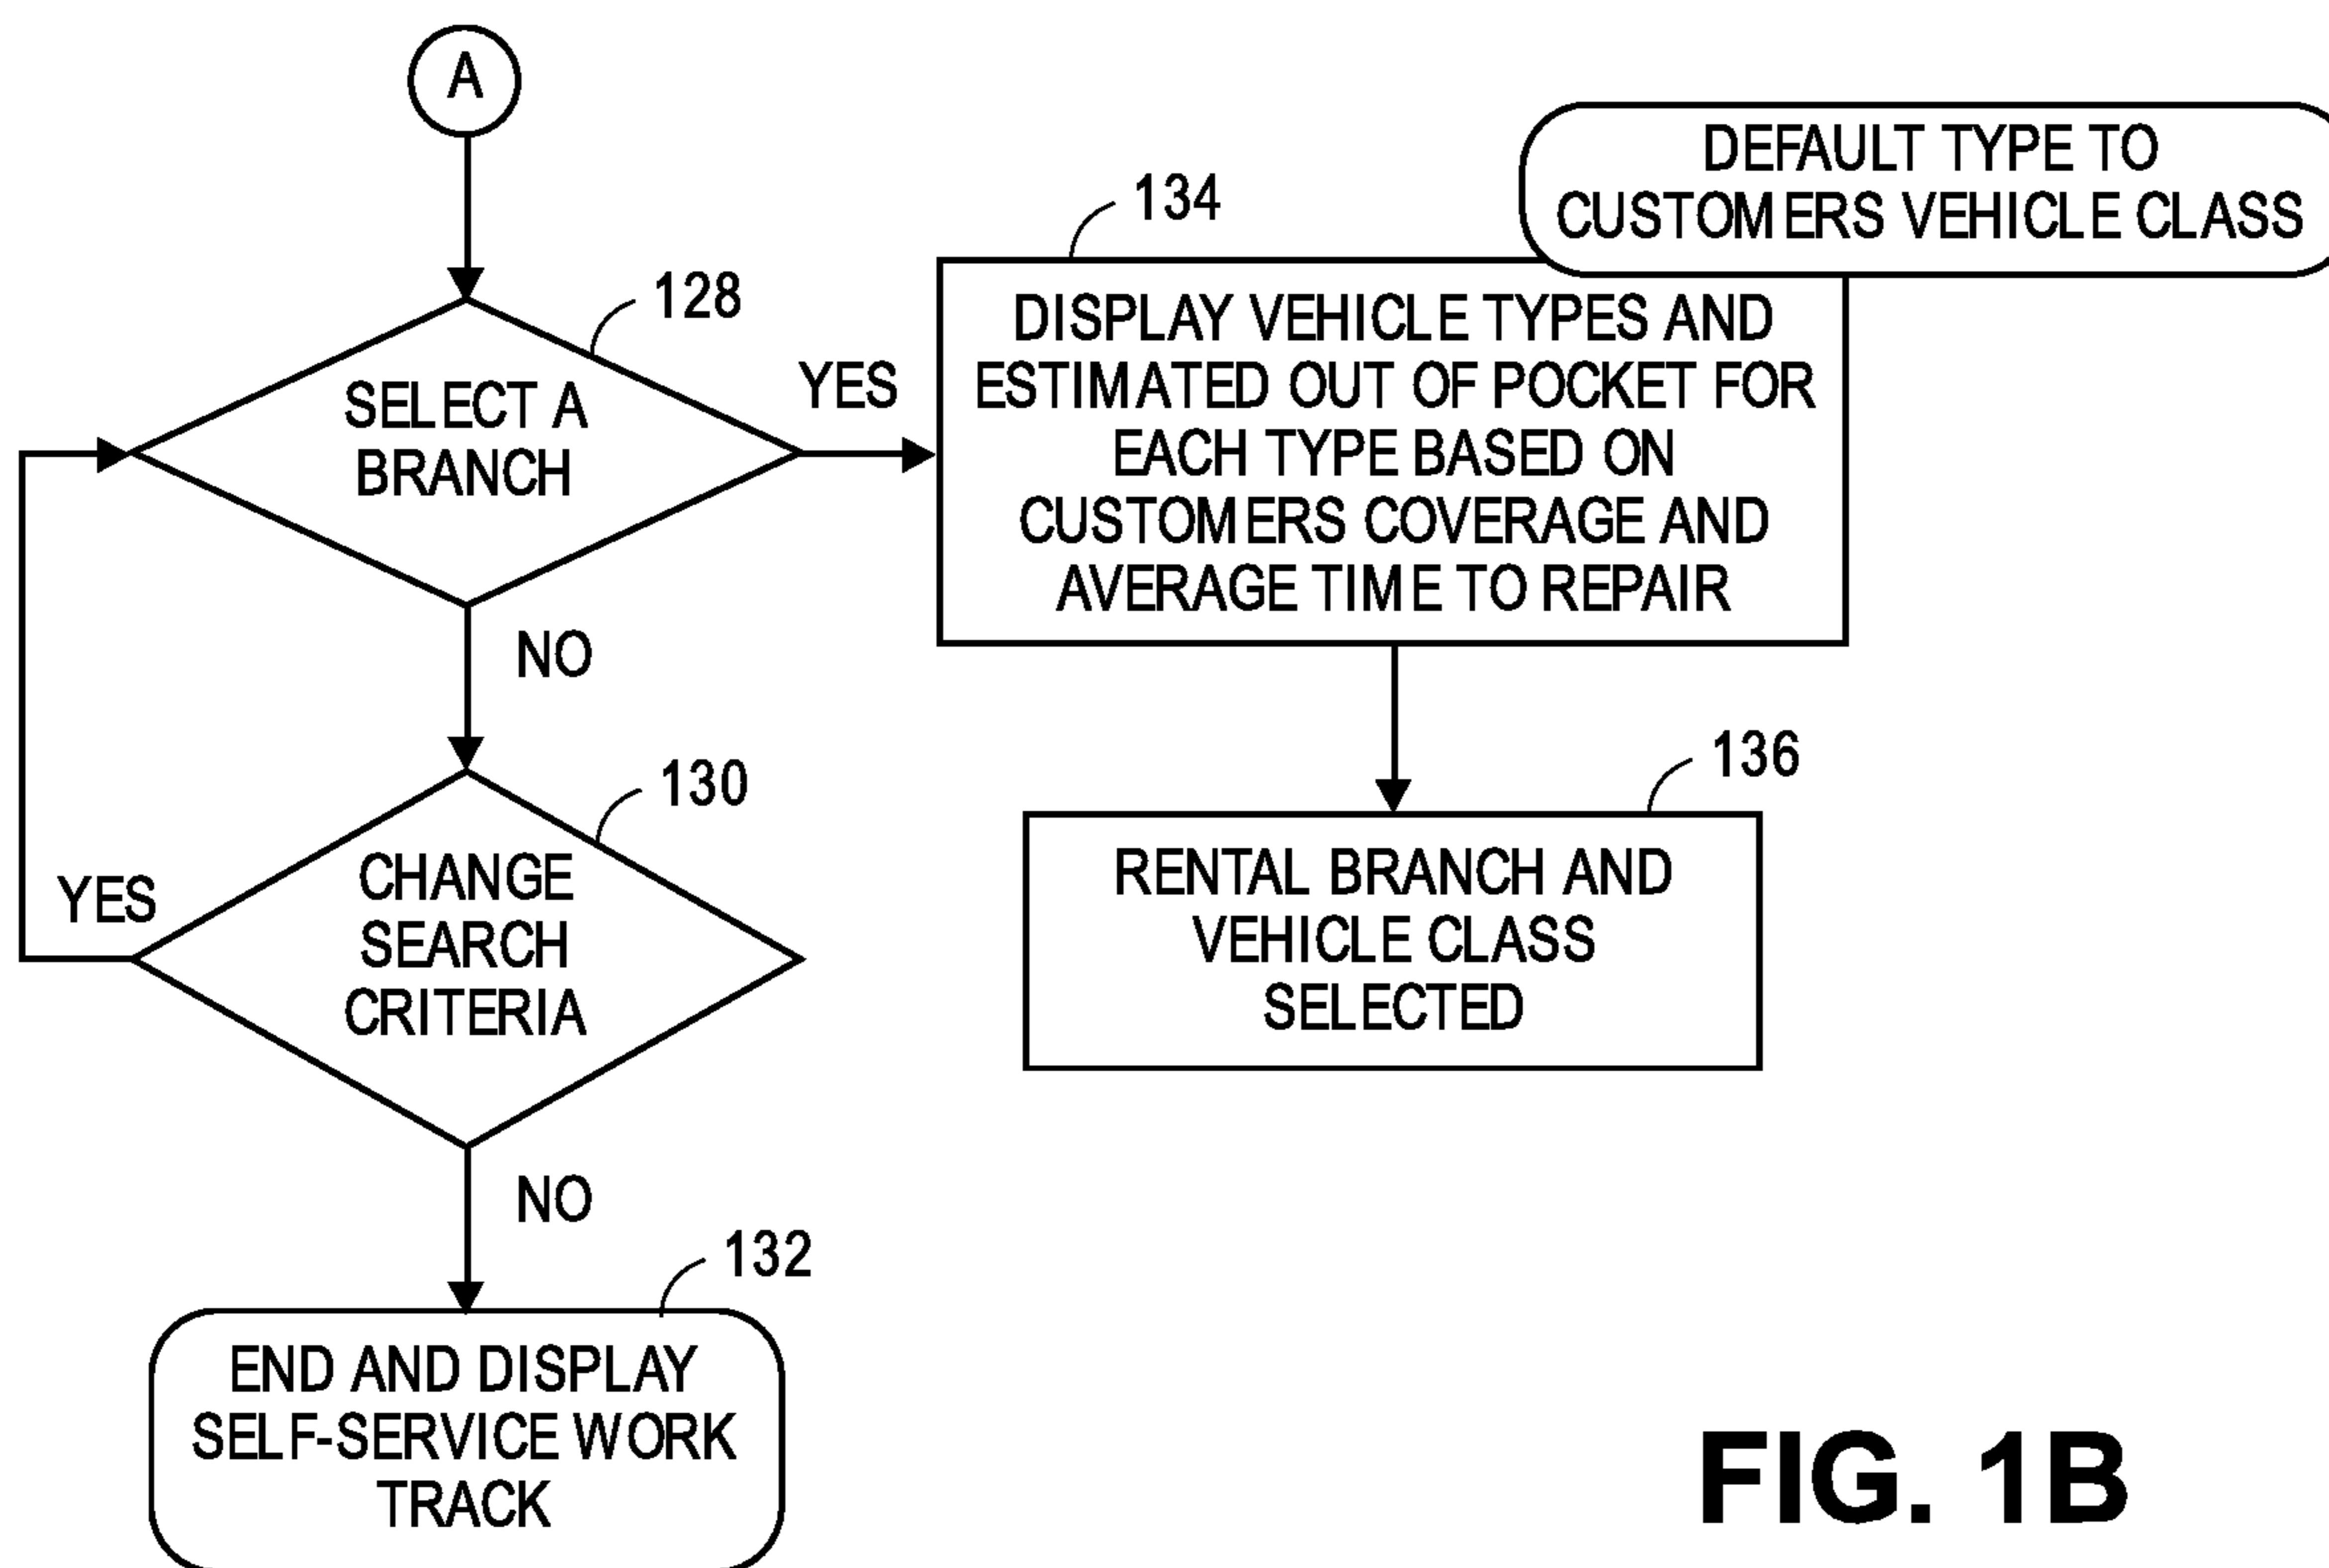 A
DEFAULT TYPE TO
CUSTOMERS VEHICLE CLASS
134
128
DISPLAY VEHICLE TYPES AND
ESTIMATED OUT OF POCKET FOR
EACH TYPE BASED ON
CUSTOMERS COVERAGE AND
AVERAGE TIME TO REPAIR
YES
SELECT A
BRANCH
NO
136
130
RENTAL BRANCH AND
VEHICLE CLASS
SELECTED
CHANGE
SEARCH
CRITERIA
YES
NO
132
END AND DISPLAY
SELF-SERVICE WORK
TRACK
FIG. 1B